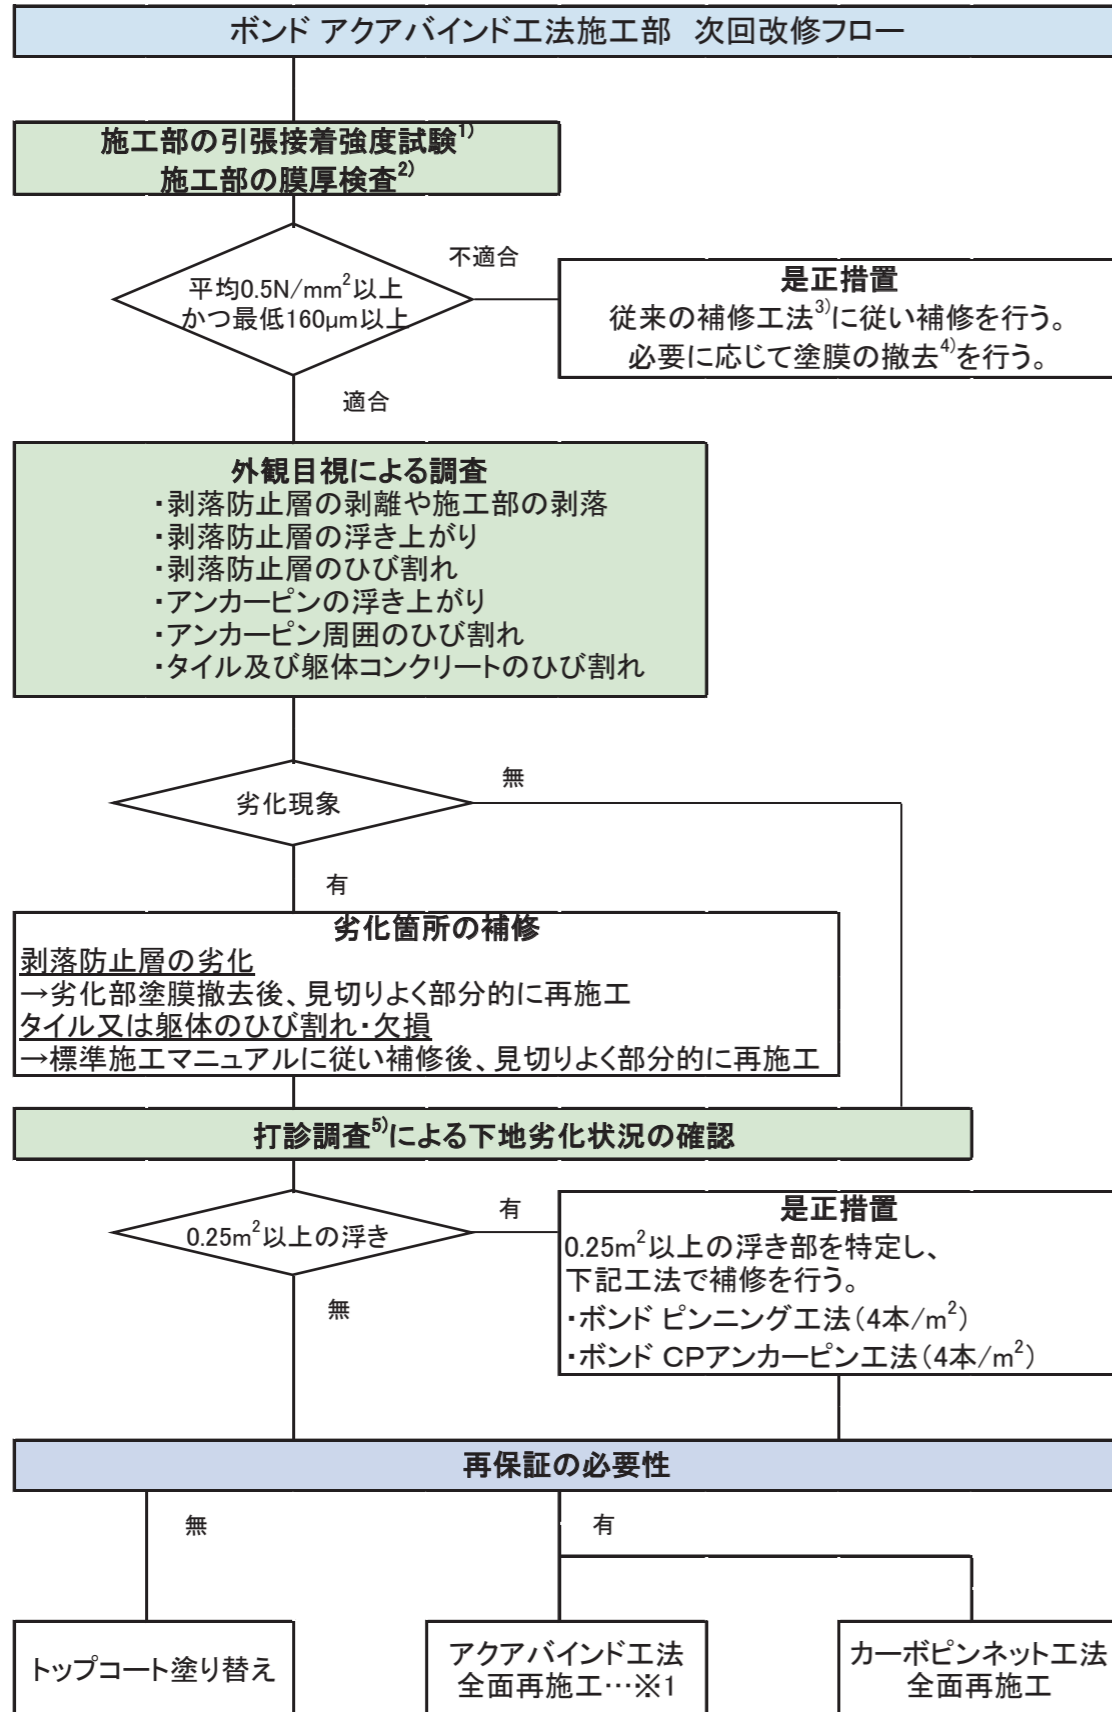 ボンド アクアバインド工法施工部 次回改修フロー
施工部の引張接着強度試験1)
施工部の膜厚検査2)
平均0.5N/mm2以上
かつ最低160μm以上
不適合
是正措置
従来の補修工法3)に従い補修を行う。
必要に応じて塗膜の撤去4)を行う。
適合
外観目視による調査
・剥落防止層の剥離や施工部の剥落
・剥落防止層の浮き上がり
・剥落防止層のひび割れ
・アンカーピンの浮き上がり
・アンカーピン周囲のひび割れ
・タイル及び躯体コンクリートのひび割れ
劣化現象
無
有
劣化箇所の補修
剥落防止層の劣化
→劣化部塗膜撤去後、見切りよく部分的に再施工
タイル又は躯体のひび割れ・欠損
→標準施工マニュアルに従い補修後、見切りよく部分的に再施工
打診調査5)による下地劣化状況の確認
0.25m2以上の浮き
有
是正措置
0.25m2以上の浮き部を特定し、
下記工法で補修を行う。
・ボンド ピンニング工法(4本/m2)
・ボンド CPアンカーピン工法(4本/m2)
無
再保証の必要性
無
有
トップコート塗り替え
アクアバインド工法
全面再施工…※1
カーボピンネット工法
全面再施工